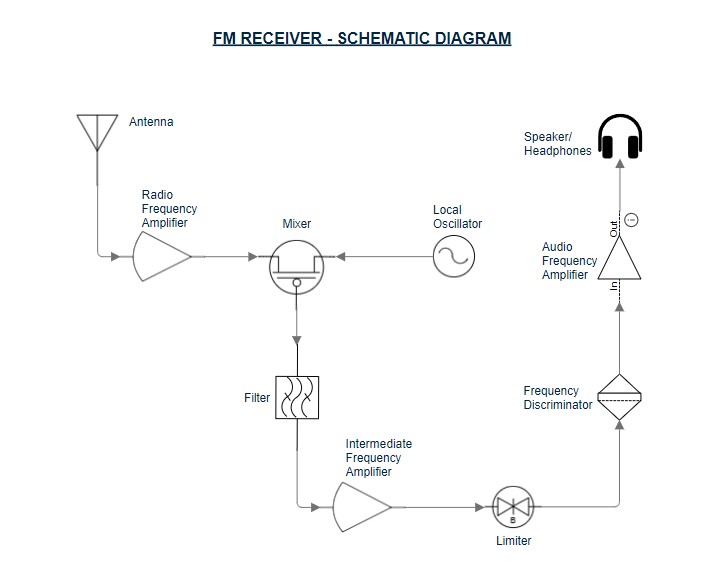 FM RECEIVER - SCHEMATIC DIAGRAM
Antenna
Speaker/
Headphones
Radio
Frequency
Amplifier
Mixer
Local
Oscillator
Out
Audio
Frequency
Amplifier
In
Filter
Frequency
Discriminator
Intermediate
Frequency
Amplifier
B
Limiter